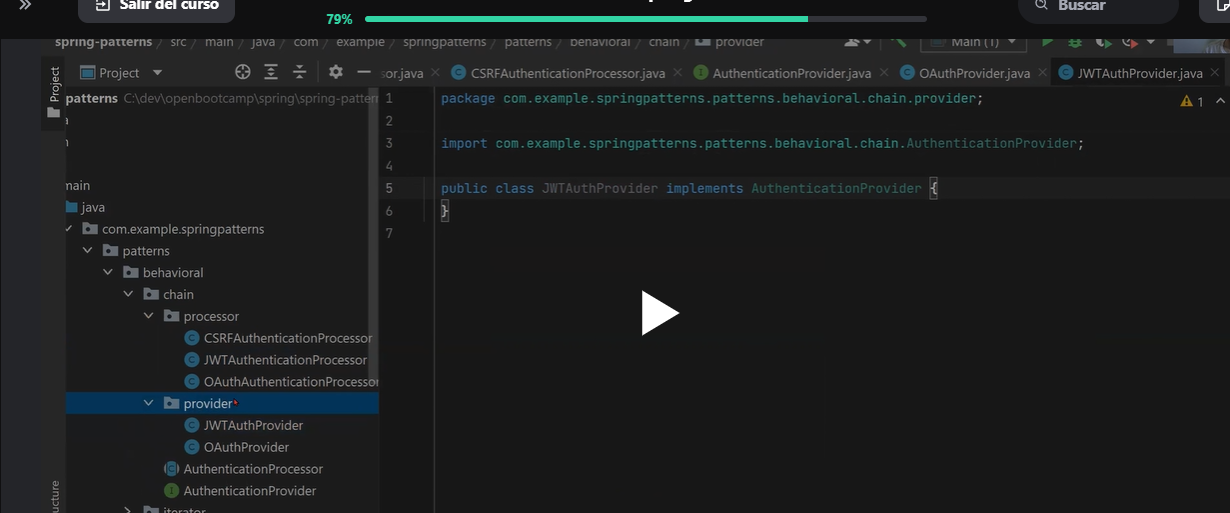 Salir del curso
79%
Buscar
spring-patterns / src / main / java / com / example / springpatterns / patterns / behavioral / chain / provider
Main (1)
Project
Project
sor.java
CSRFAuthenticationProcessor.java
AuthenticationProvider.java
OAuthProvider.java
JWTAuthProvider.java
patterns C:\dev\openbootcamp\spring\spring-pattern
main
java
com.example.springpatterns
patterns
behavioral
chain
processor
CSRFAuthenticationProcessor
JWTAuthenticationProcessor
OAuthAuthenticationProcessor
provider
JWTAuthProvider
OAuthProvider
AuthenticationProcessor
AuthenticationProvider
iterator
ucture
1 package com.example.springpatterns.patterns.behavioral.chain.provider;
2
3 import com.example.springpatterns.patterns.behavioral.chain.AuthenticationProvider;
4
5 public class JWTAuthProvider implements AuthenticationProvider {
6 }
7
1